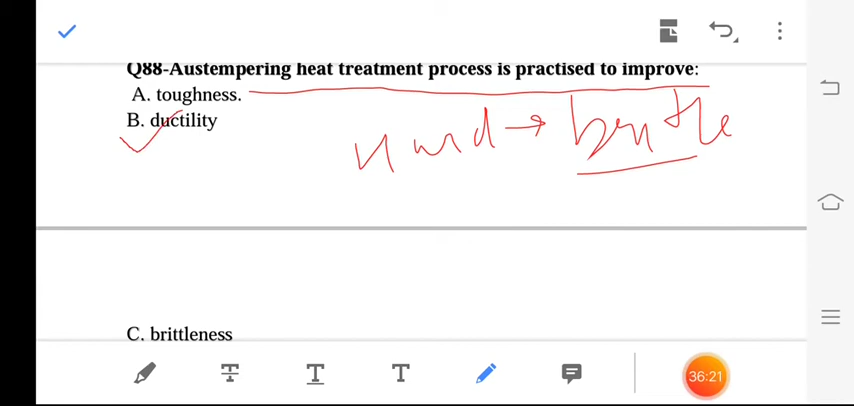 Q88-Austempering heat treatment process is practised to improve:
A. toughness.
B. ductility
Hard → brittle
C. brittleness
T T T
36:21